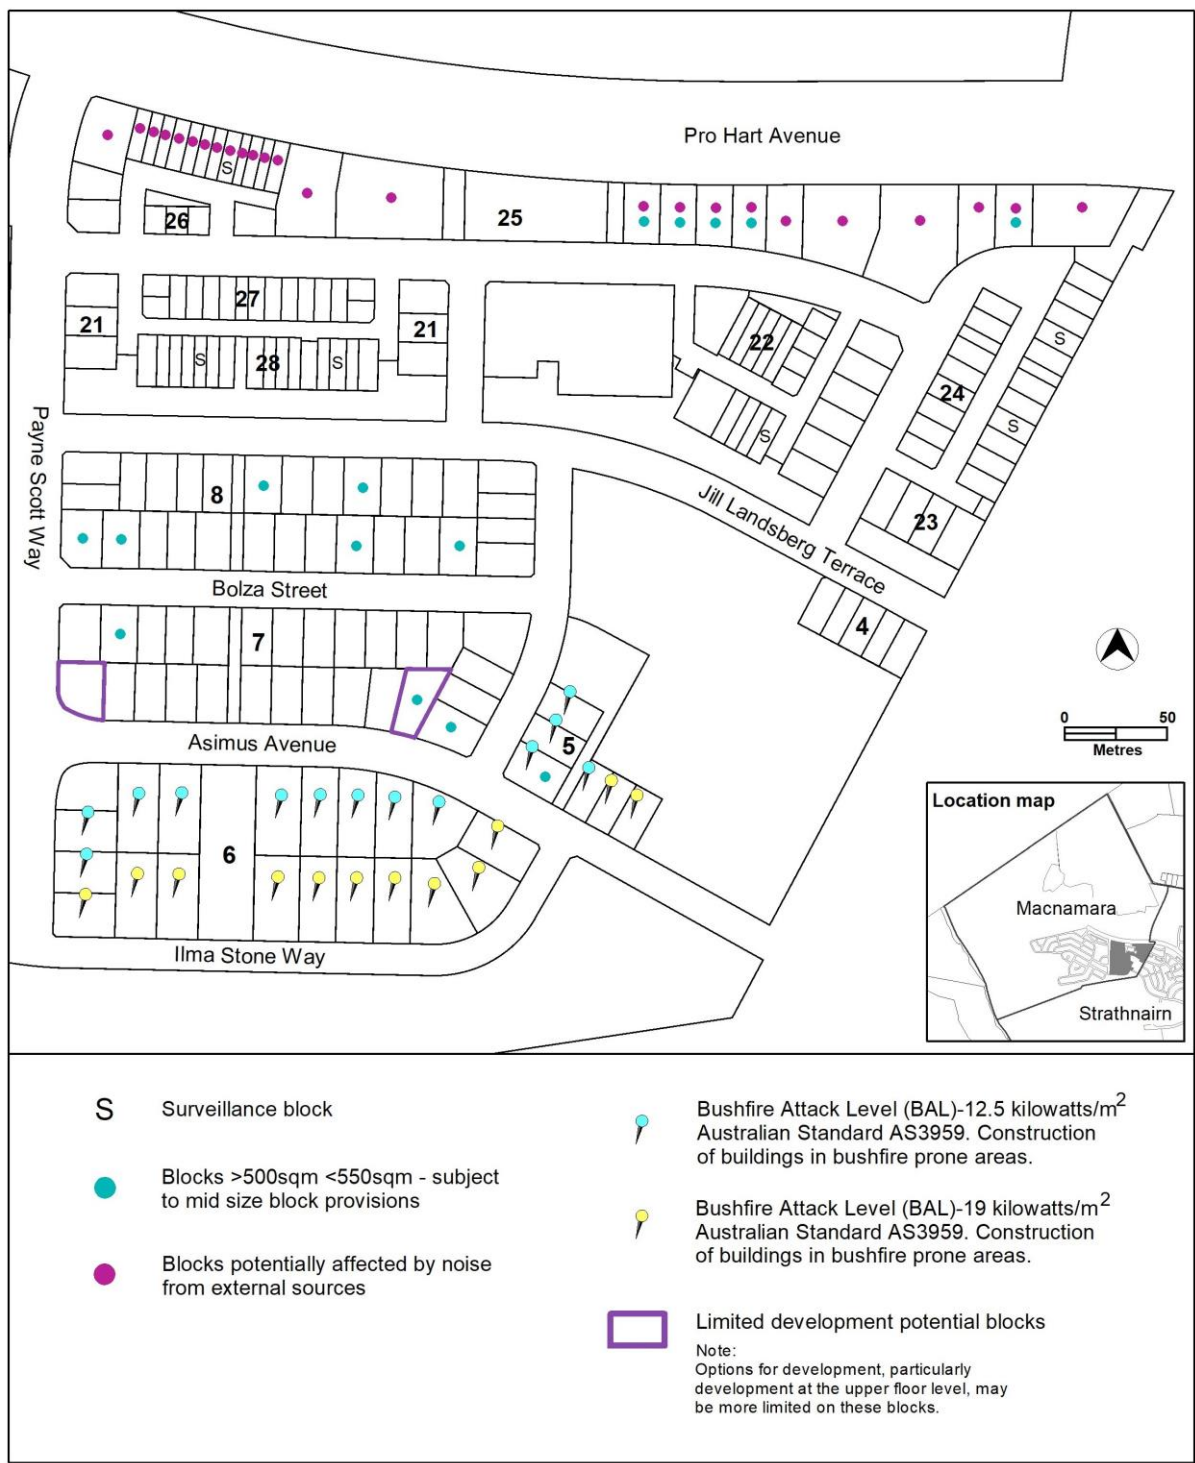 Pro Hart Avenue
S
26
25
27
21
21
22
S
28
S
S
24
S
S
Payne Scott Way
8
Jill Landsberg Terrace
23
Bolza Street
7
4
0 50
Metres
Asimus Avenue
5
6
Ilma Stone Way
Location map
Macnamara
Strathnairn
S Surveillance block
Blocks >500sqm <550sqm - subject
to mid size block provisions
Blocks potentially affected by noise
from external sources
Bushfire Attack Level (BAL)-12.5 kilowatts/m²
Australian Standard AS3959. Construction
of buildings in bushfire prone areas.
Bushfire Attack Level (BAL)-19 kilowatts/m²
Australian Standard AS3959. Construction
of buildings in bushfire prone areas.
Limited development potential blocks
Note:
Options for development, particularly
development at the upper floor level, may
be more limited on these blocks.